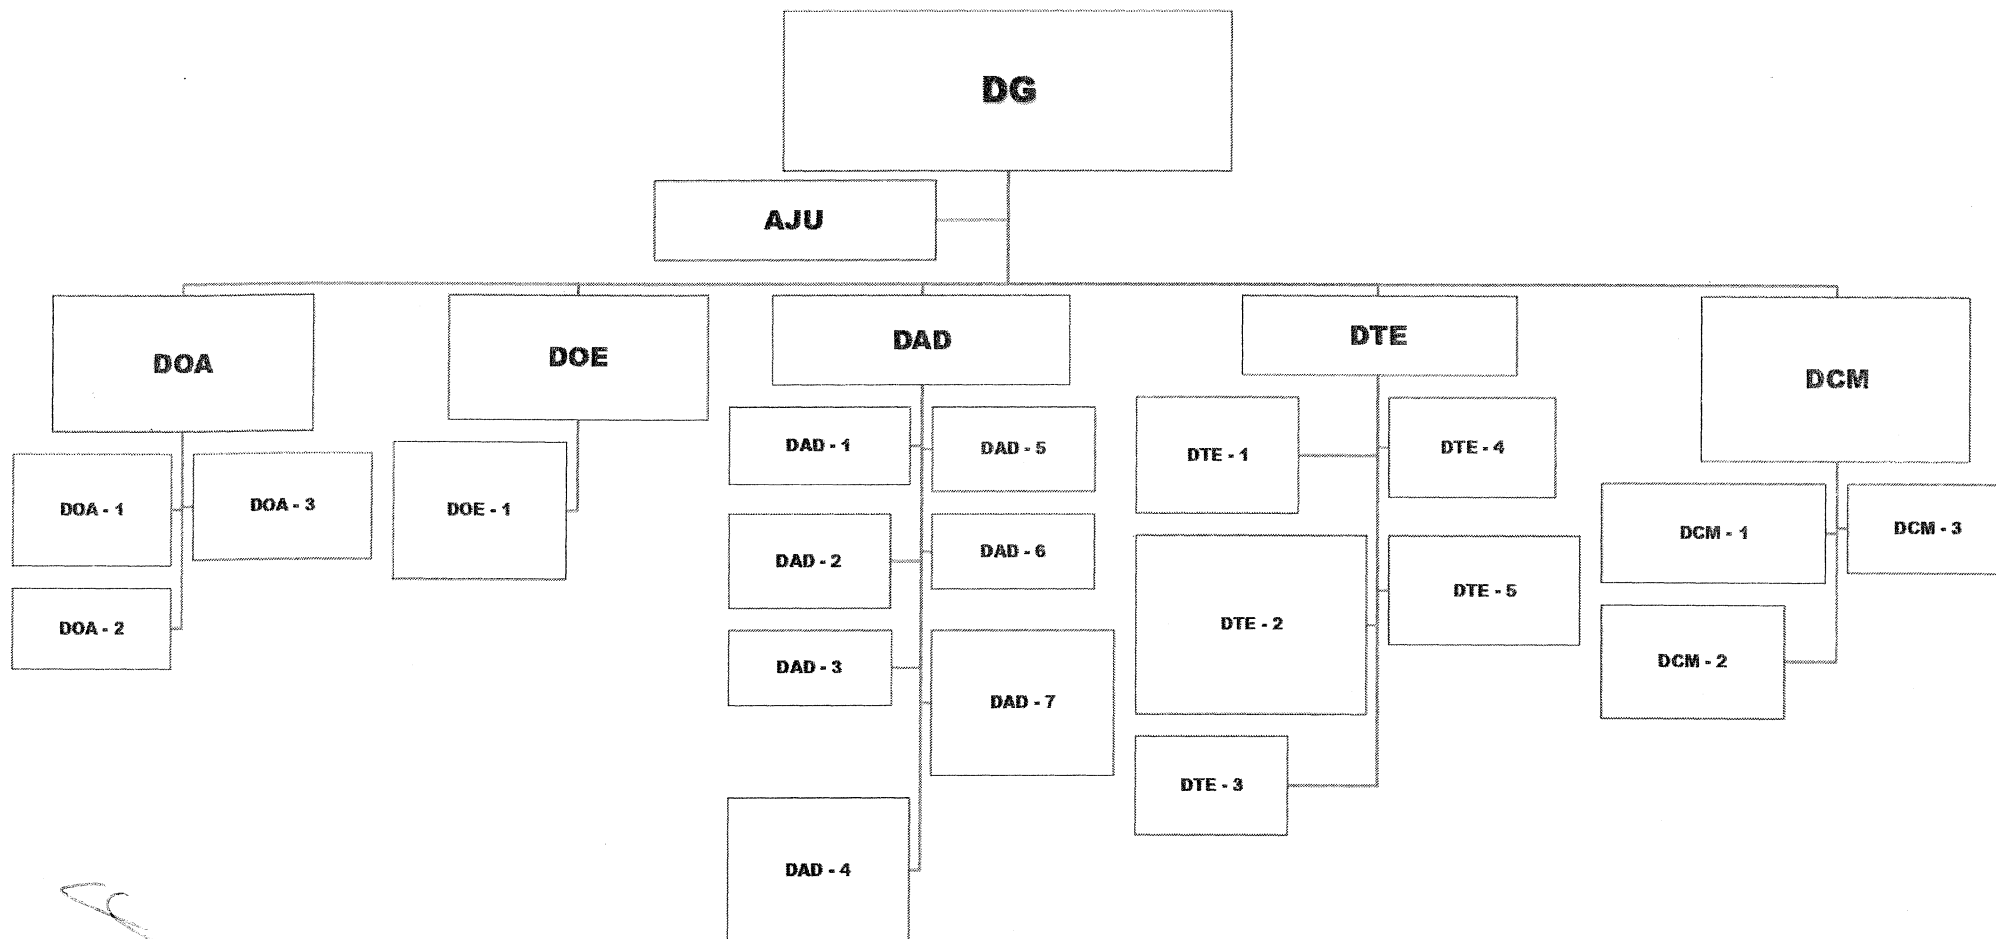 DG
AJU
DOA
DOE
DAD
DTE
DCM
DOA - 1
DOA - 3
DOA - 2
DOE - 1
DAD - 1
DAD - 5
DAD - 2
DAD - 6
DAD - 3
DAD - 7
DAD - 4
DTE - 1
DTE - 4
DTE - 2
DTE - 5
DTE - 3
DCM - 1
DCM - 3
DCM - 2